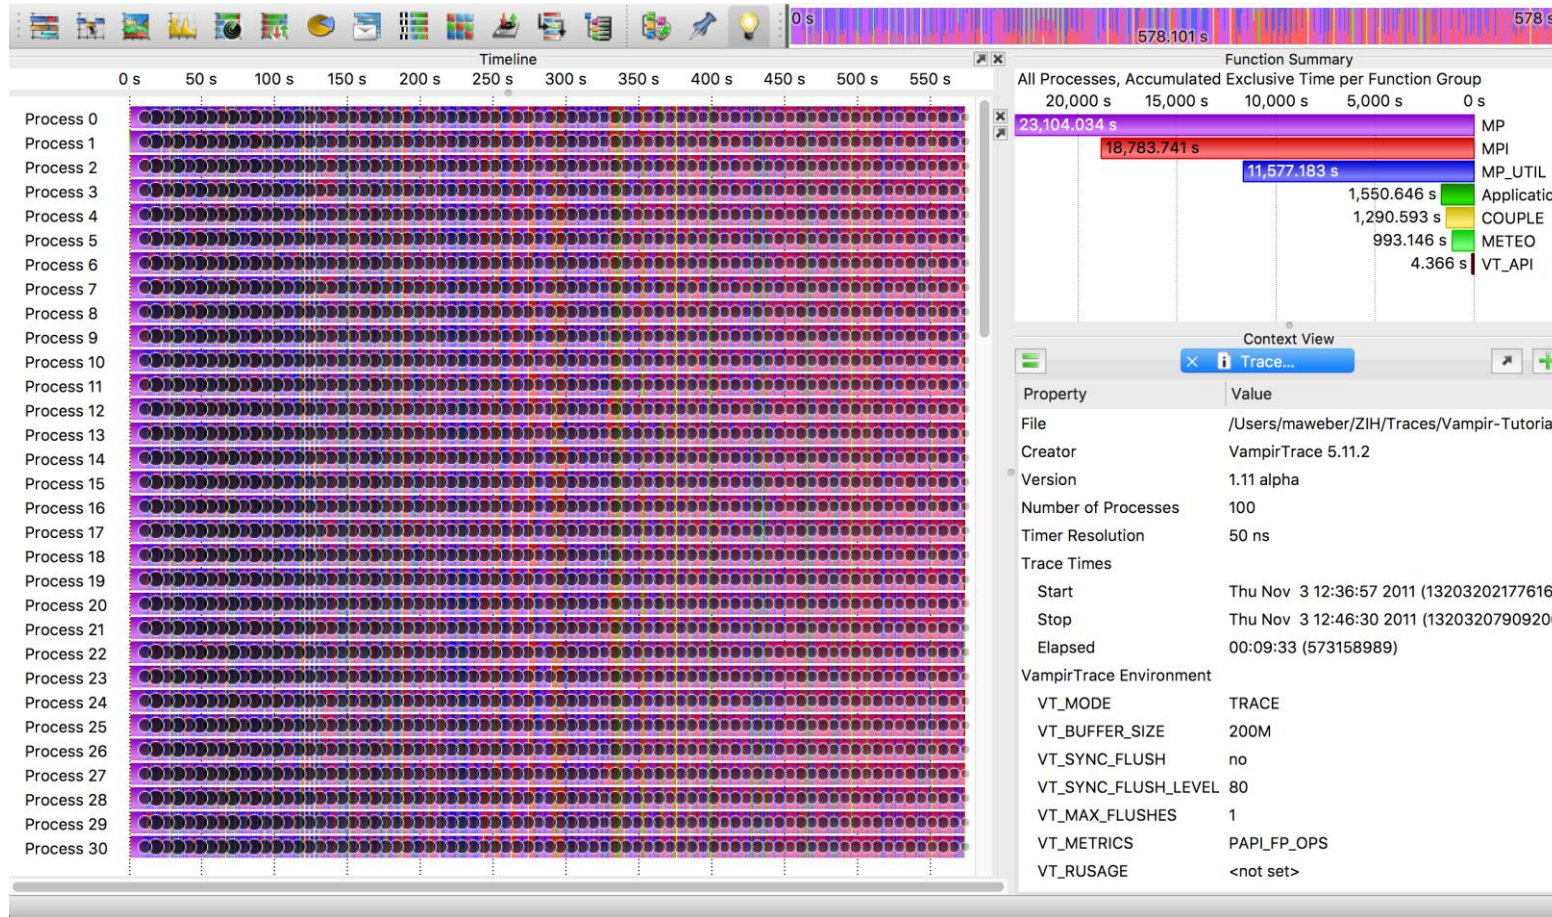 0 s 578 s
578.101 s
Timeline
0 s 50 s 100 s 150 s 200 s 250 s 300 s 350 s 400 s 450 s 500 s 550 s
Process 0
Process 1
Process 2
Process 3
Process 4
Process 5
Process 6
Process 7
Process 8
Process 9
Process 10
Process 11
Process 12
Process 13
Process 14
Process 15
Process 16
Process 17
Process 18
Process 19
Process 20
Process 21
Process 22
Process 23
Process 24
Process 25
Process 26
Process 27
Process 28
Process 29
Process 30
Function Summary
All Processes, Accumulated Exclusive Time per Function Group
20,000 s 15,000 s 10,000 s 5,000 s 0 s
23,104.034 s MP
18,783.741 s MPI
11,577.183 s MP_UTIL
1,550.646 s Applicatio
1,290.593 s COUPLE
993.146 s METEO
4.366 s VT_API
Context View
Trace...
Property Value
File /Users/maweber/ZIH/Traces/Vampir-Tutoria
Creator VampirTrace 5.11.2
Version 1.11 alpha
Number of Processes 100
Timer Resolution 50 ns
Trace Times
Start Thu Nov 3 12:36:57 2011 (13203202177616
Stop Thu Nov 3 12:46:30 2011 (1320320790920
Elapsed 00:09:33 (573158989)
VampirTrace Environment
VT_MODE TRACE
VT_BUFFER_SIZE 200M
VT_SYNC_FLUSH no
VT_SYNC_FLUSH_LEVEL 80
VT_MAX_FLUSHES 1
VT_METRICS PAPI_FP_OPS
VT_RUSAGE <not set>